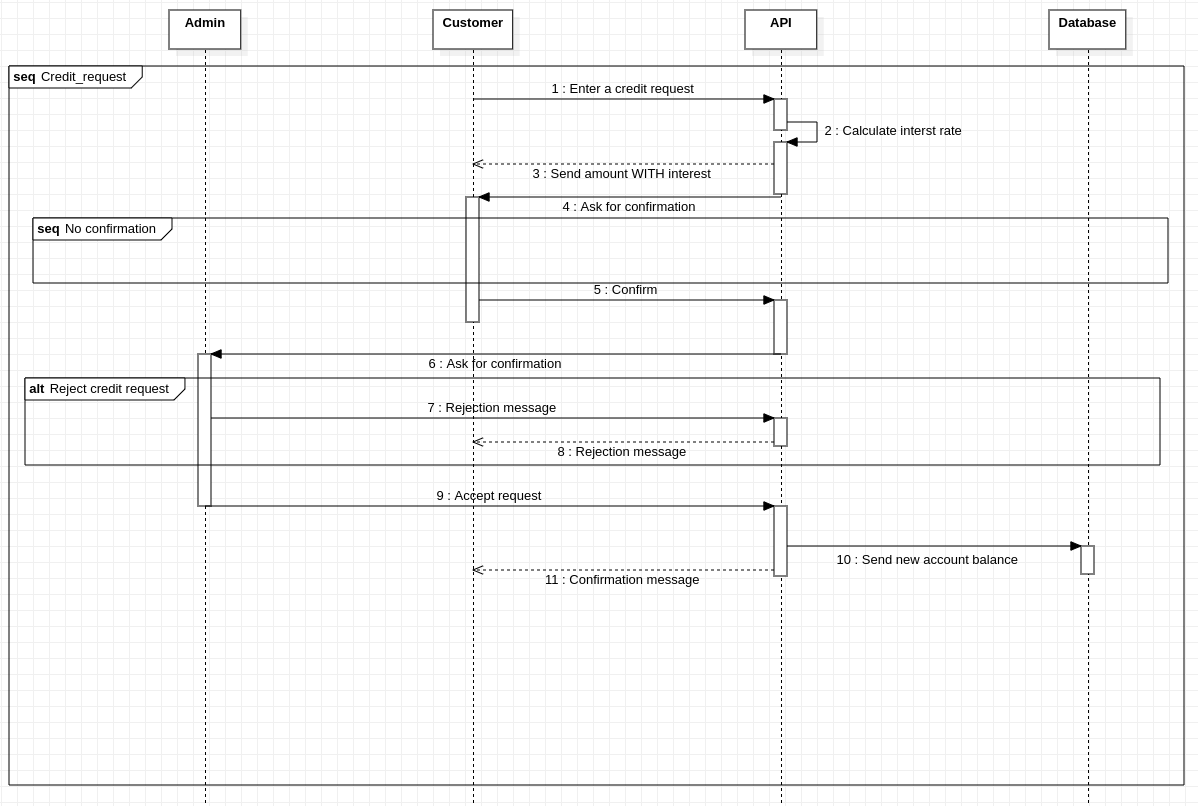 Admin
Customer
API
Database
seq Credit_request
1 : Enter a credit request
2 : Calculate interst rate
3 : Send amount WITH interest
4 : Ask for confirmation
seq No confirmation
5 : Confirm
6 : Ask for confirmation
alt Reject credit request
7 : Rejection message
8 : Rejection message
9 : Accept request
10 : Send new account balance
11 : Confirmation message